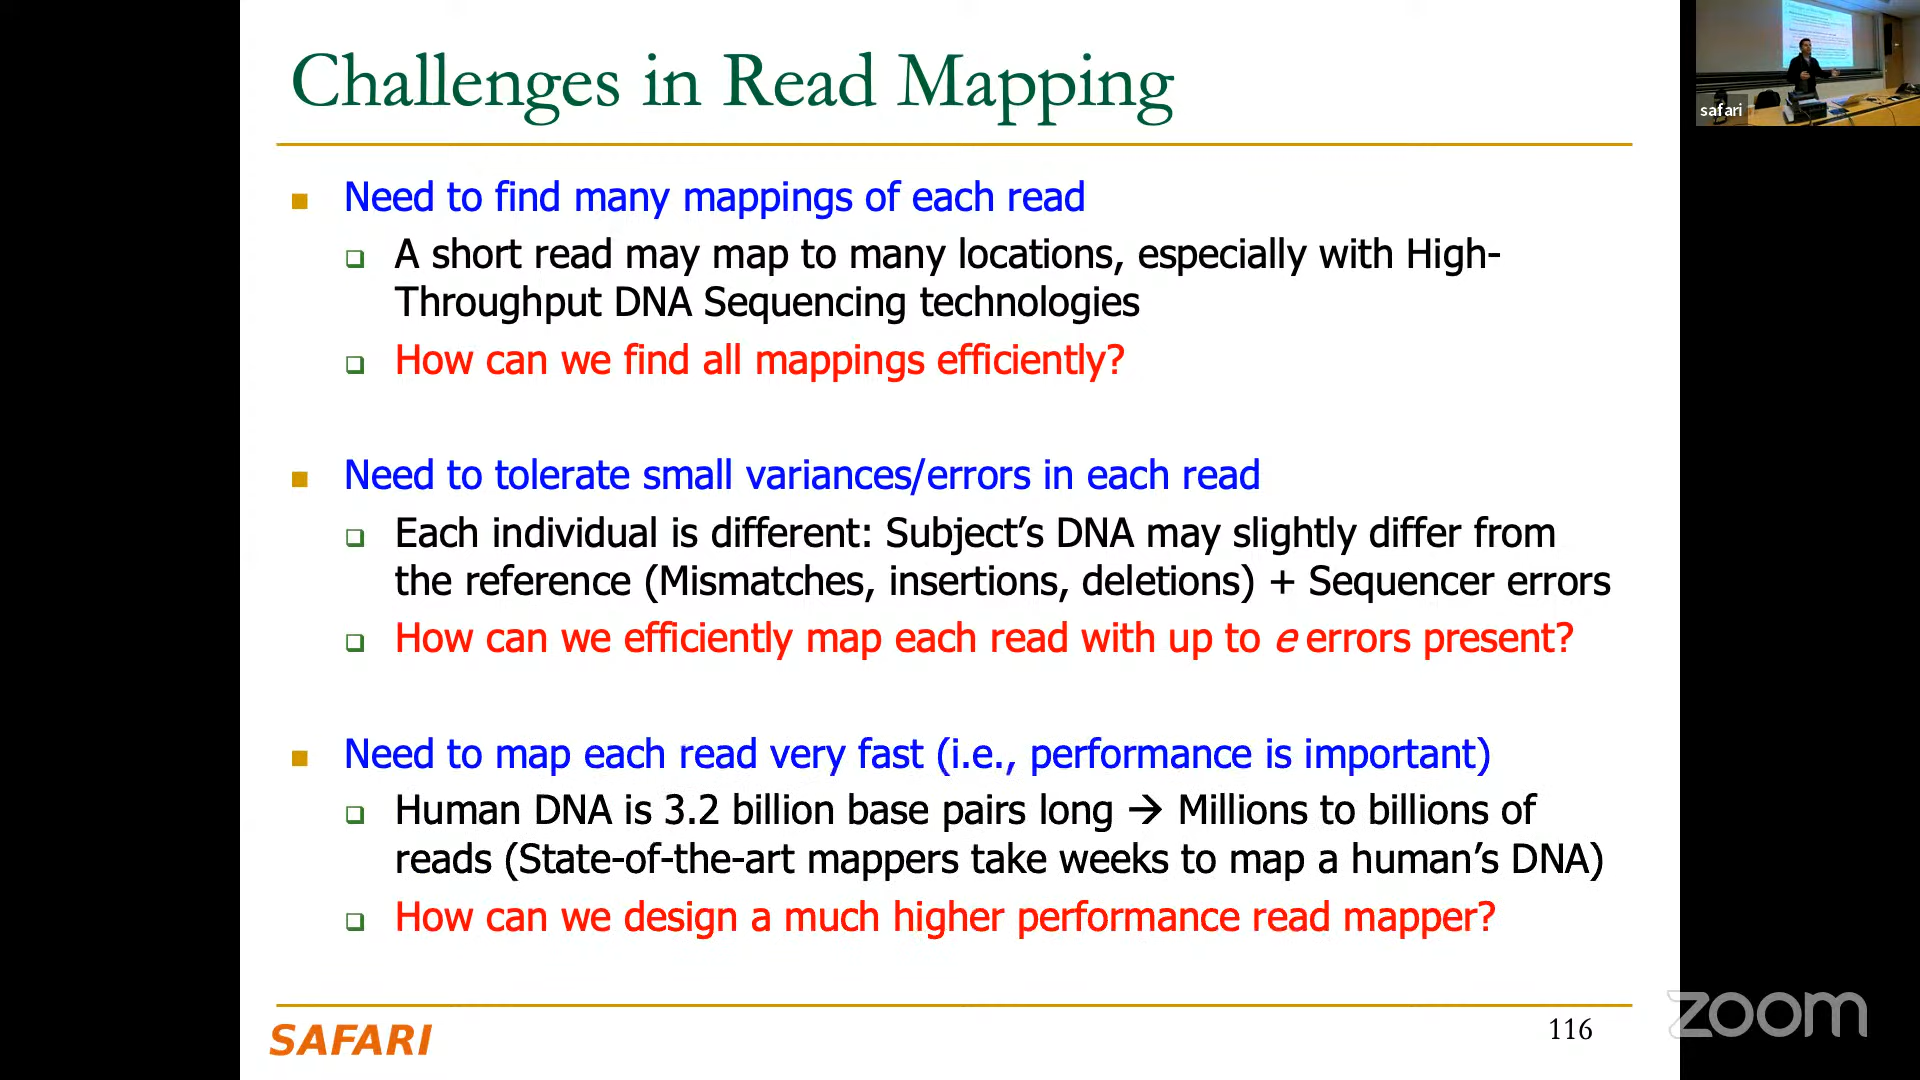 Challenges in Read Mapping
safari
Need to find many mappings of each read
A short read may map to many locations, especially with High-
Throughput DNA Sequencing technologies
How can we find all mappings efficiently?
Need to tolerate small variances/errors in each read
Each individual is different: Subject’s DNA may slightly differ from
the reference (Mismatches, insertions, deletions) + Sequencer errors
How can we efficiently map each read with up to e errors present?
Need to map each read very fast (i.e., performance is important)
Human DNA is 3.2 billion base pairs long → Millions to billions of
reads (State-of-the-art mappers take weeks to map a human’s DNA)
How can we design a much higher performance read mapper?
SAFARI
116
zoom